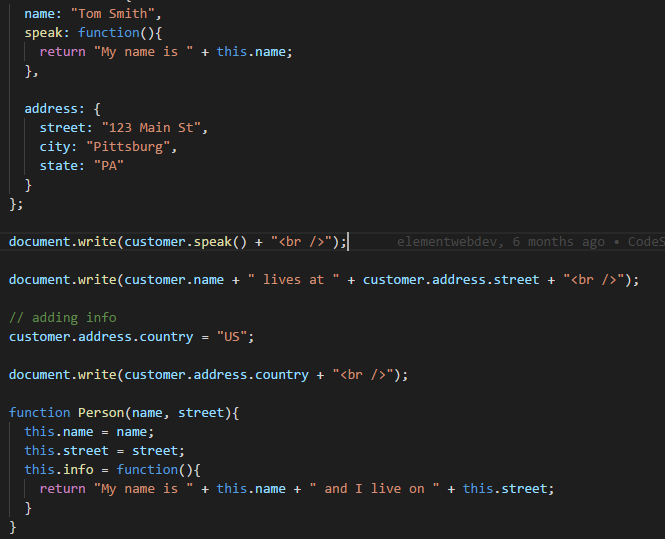 name: "Tom Smith",
speak: function(){
return "My name is " + this.name;
},
address: {
street: "123 Main St",
city: "Pittsburg",
state: "PA"
}
};
document.write(customer.speak() + "<br />"); elementwebdev, 6 months ago • CodeS
document.write(customer.name + " lives at " + customer.address.street + "<br />");
// adding info
customer.address.country = "US";
document.write(customer.address.country + "<br />");
function Person(name, street){
this.name = name;
this.street = street;
this.info = function(){
return "My name is " + this.name + " and I live on " + this.street;
}
}